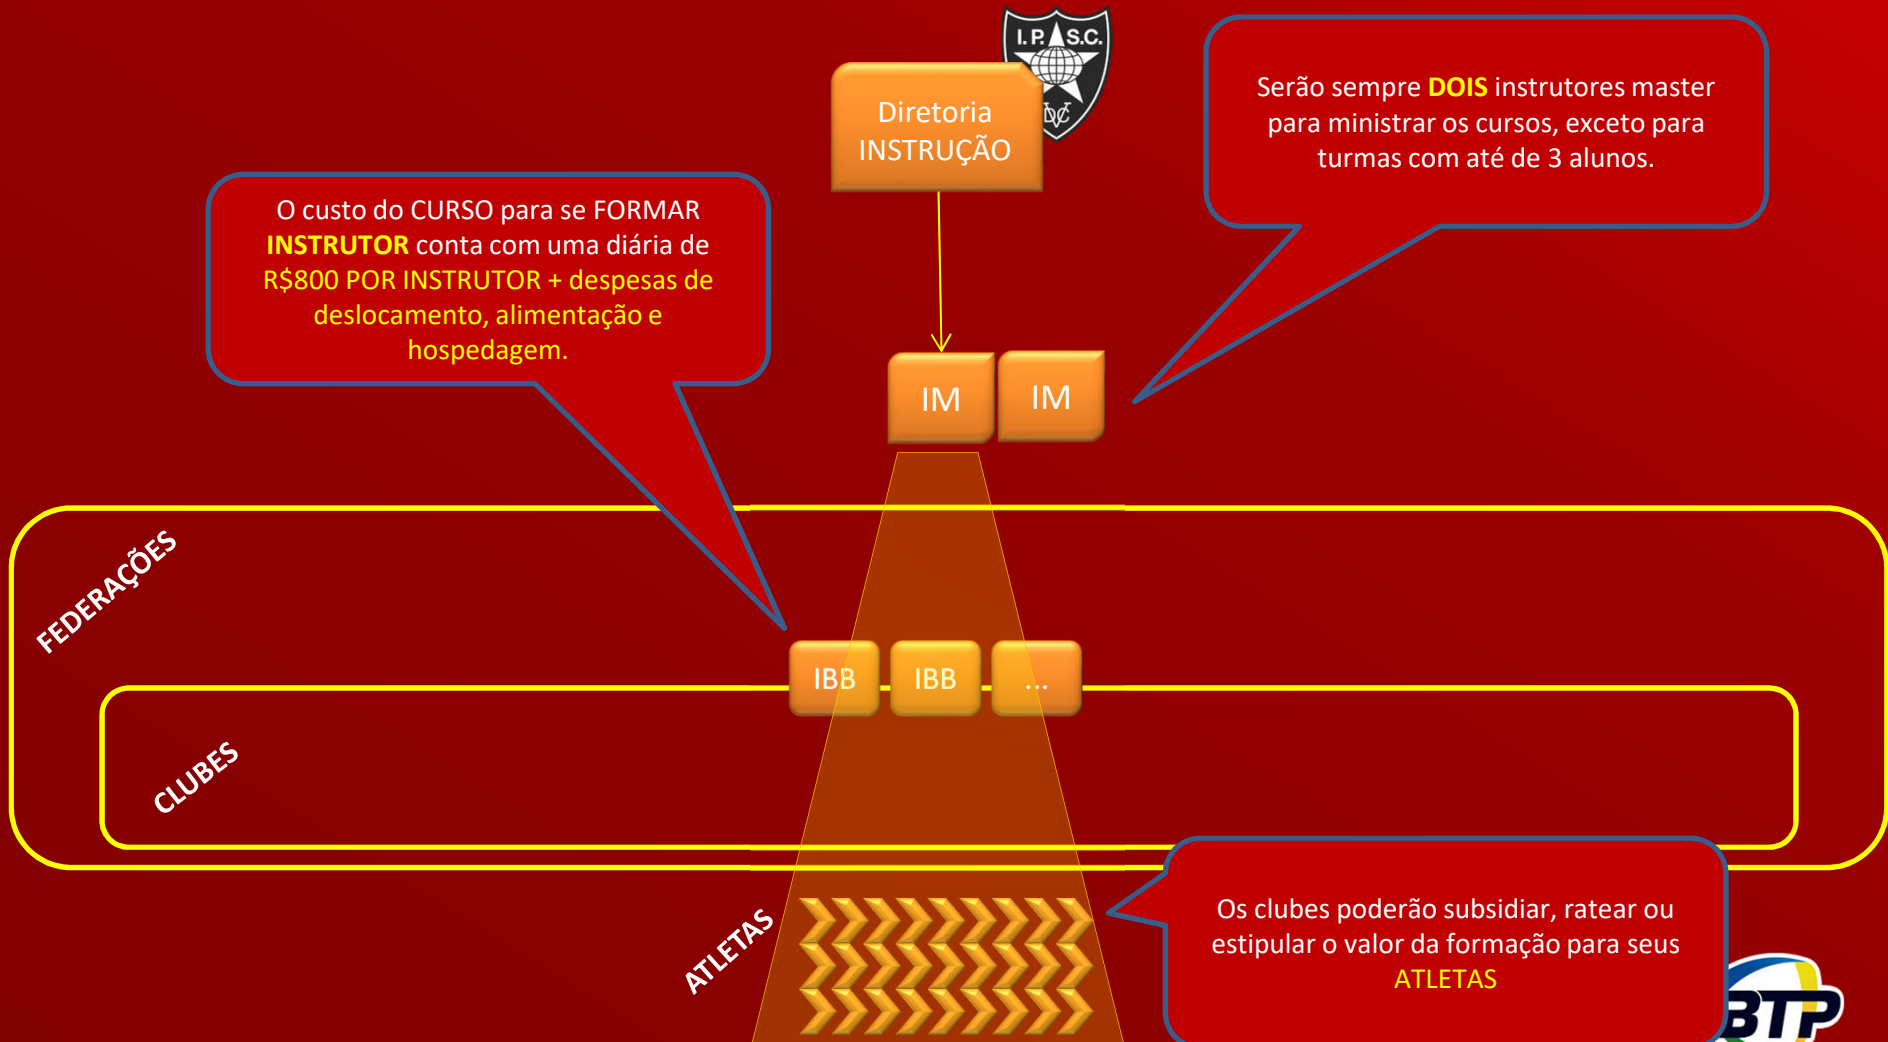 I.P. S.C.
DVC
Diretoria
INSTRUÇÃO
Serão sempre DOIS instrutores master
para ministrar os cursos, exceto para
turmas com até de 3 alunos.
O custo do CURSO para se FORMAR
INSTRUTOR conta com uma diária de
R$800 POR INSTRUTOR + despesas de
deslocamento, alimentação e
hospedagem.
IM
IM
FEDERAÇÕES
IBB
IBB
...
CLUBES
ATLETAS
Os clubes poderão subsidiar, ratear ou
estipular o valor da formação para seus
ATLETAS
BTP